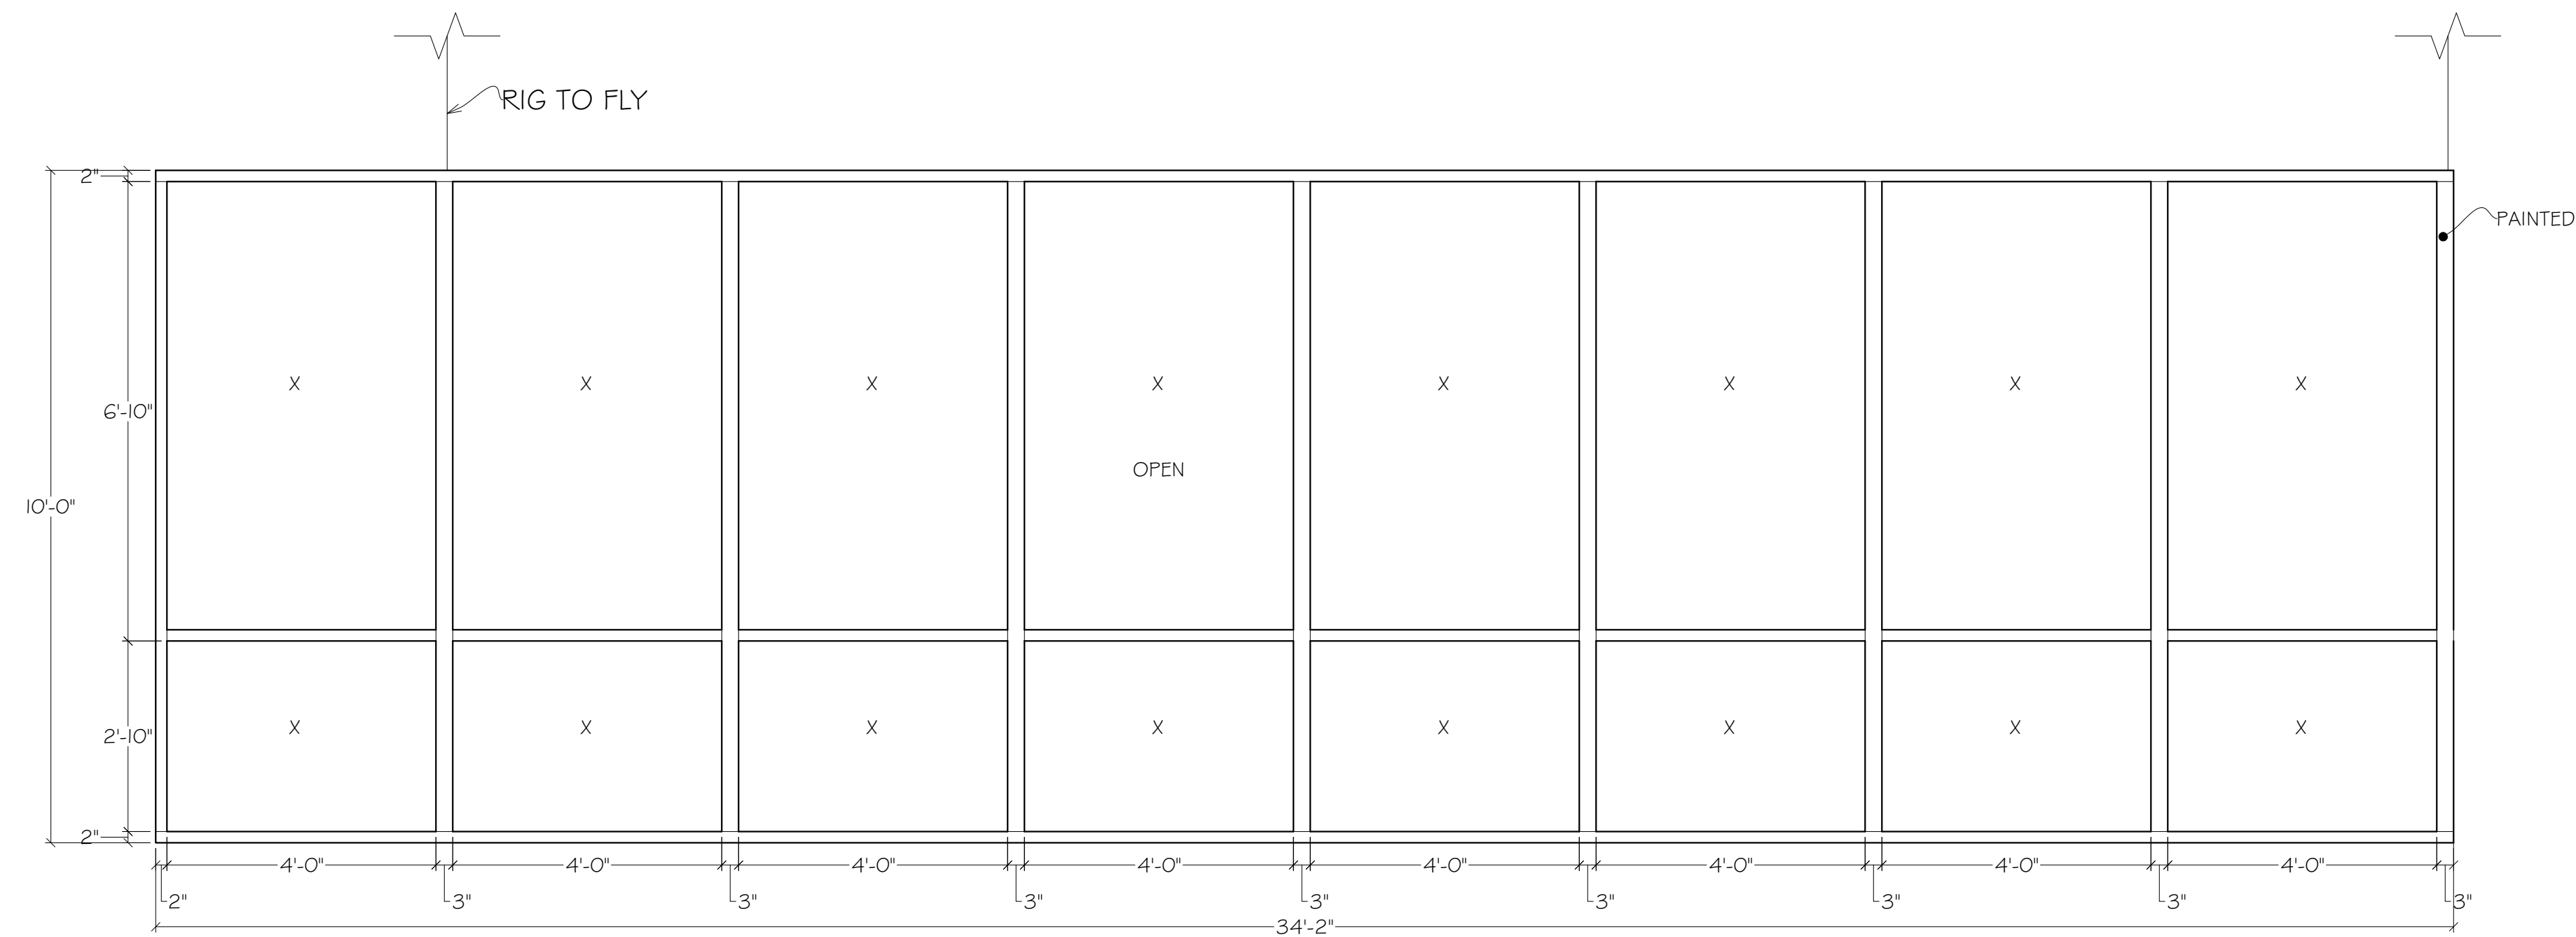 RIG TO FLY
2"
PAINTED
X X X X X X X X
6'-10"
OPEN
10'-0"
X X X X X X X X
2'-10"
2"
4'-0" 4'-0" 4'-0" 4'-0" 4'-0" 4'-0" 4'-0" 4'-0"
2" 3" 3" 3" 3" 3" 3" 3" 3"
34'-2"